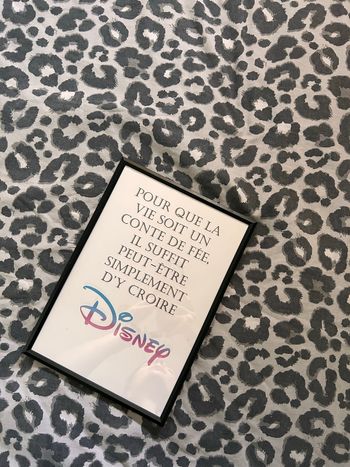 POUR QUE LA
VIE SOIT UN
CONTE DE FÉE,
IL SUFFIT
PEUT-ÊTRE
SIMPLEMENT
D'Y CROIRE
DISNEY